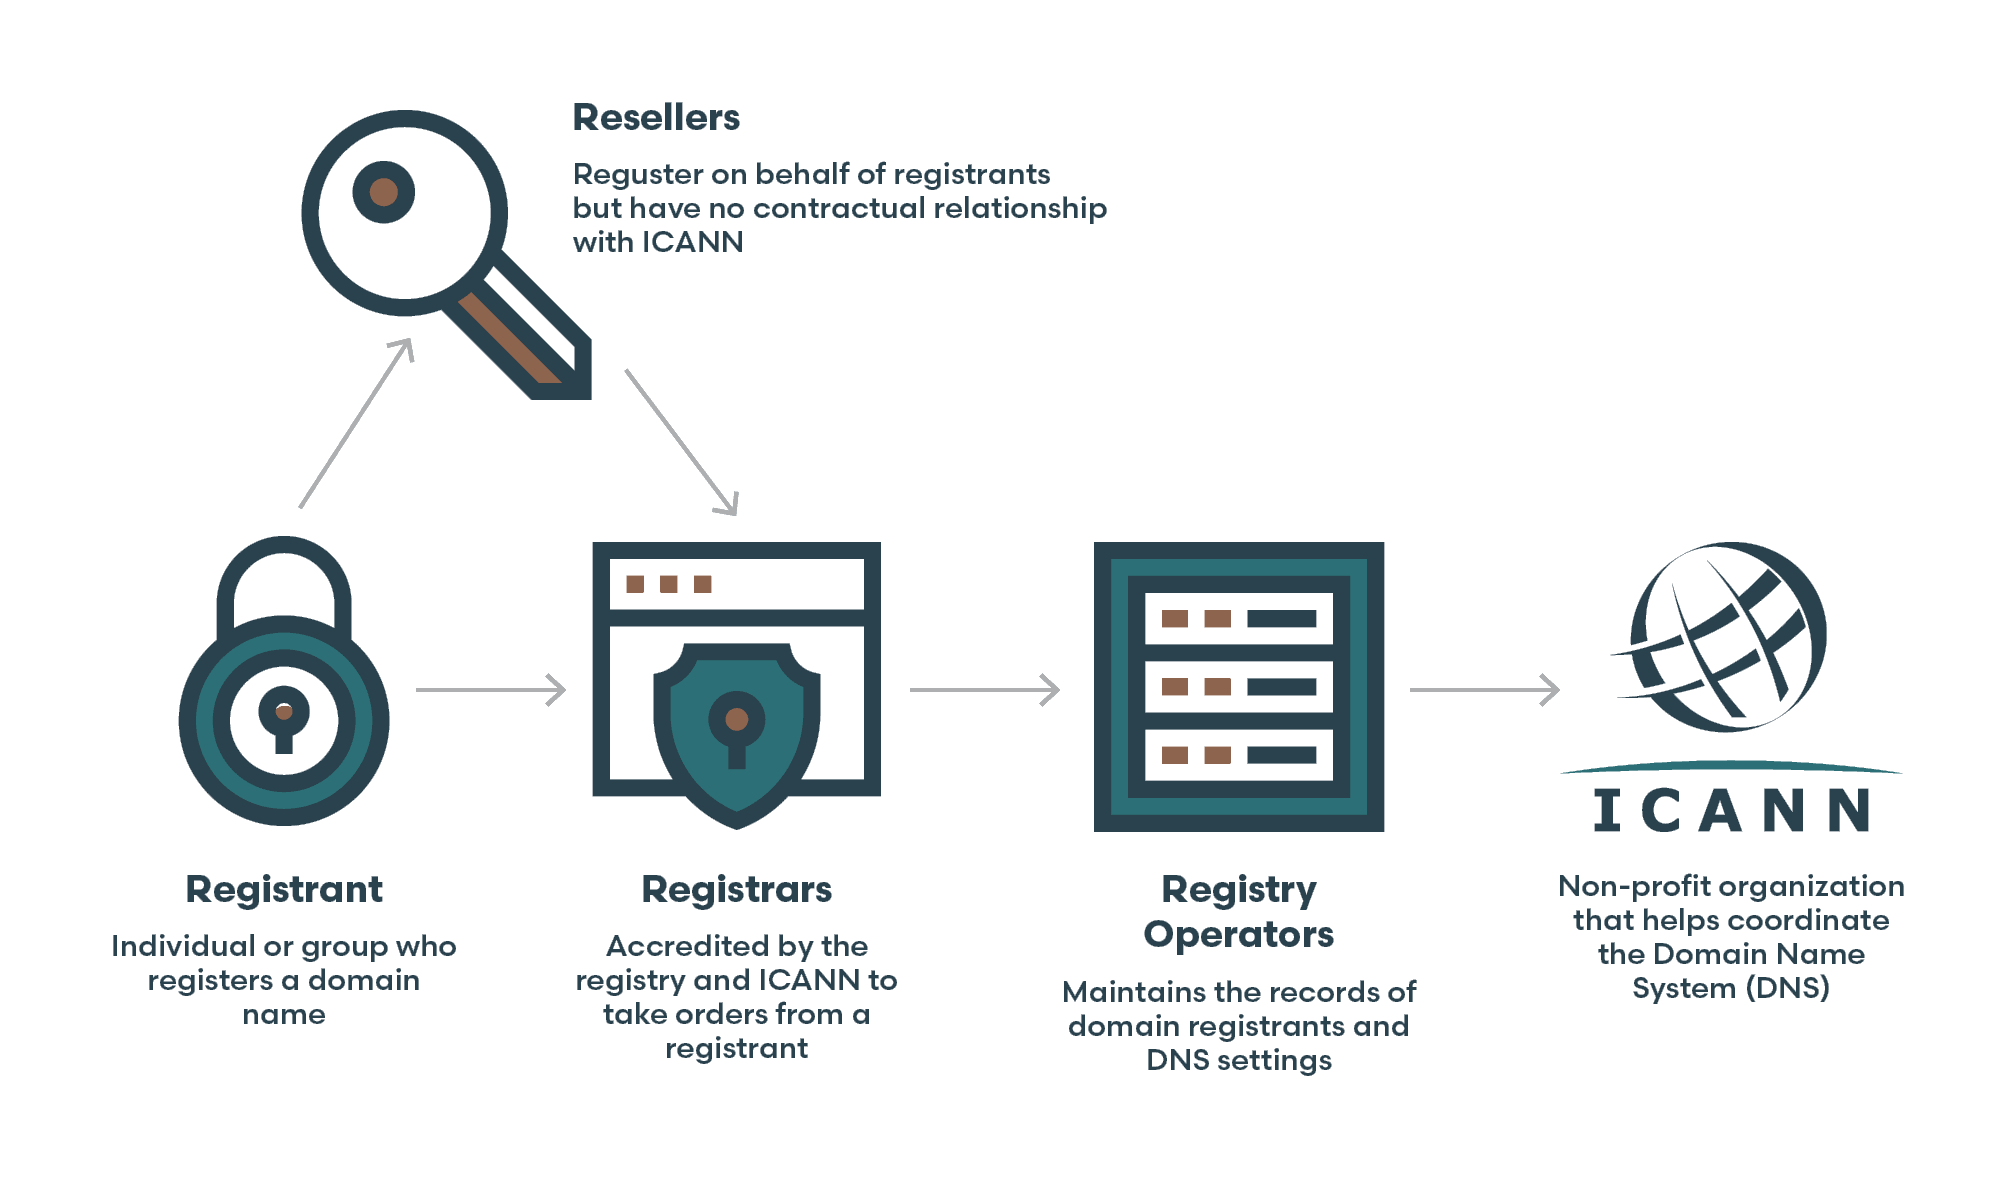 Resellers
Reguster on behalf of registrants
but have no contractual relationship
with ICANN
Registrant
Individual or group who
registers a domain
name
Registrars
Accredited by the
registry and ICANN to
take orders from a
registrant
Registry
Operators
Maintains the records of
domain registrants and
DNS settings
ICANN
Non-profit organization
that helps coordinate
the Domain Name
System (DNS)